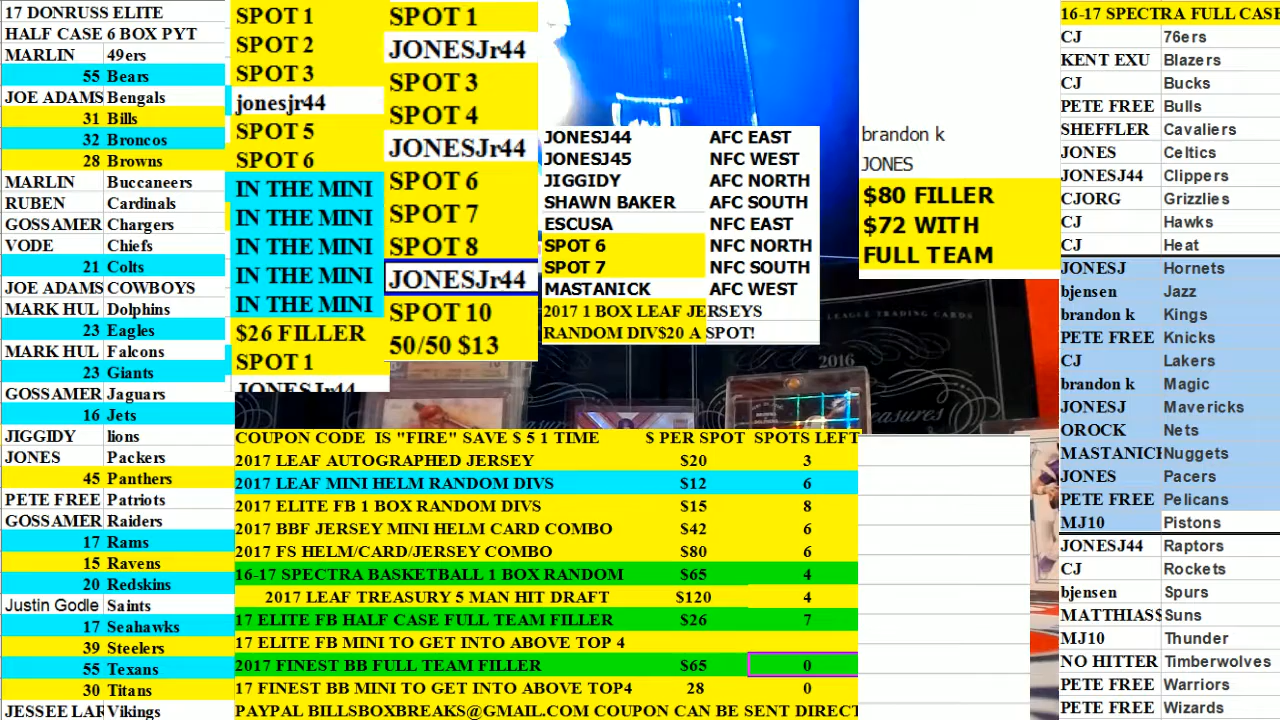 17 DONRUSS ELITE
HALF CASE 6 BOX PYT
MARLIN 49ers
55 Bears
JOE ADAMS Bengals
31 Bills
32 Broncos
28 Browns
MARLIN Buccaneers
RUBEN Cardinals
GOSSAMER Chargers
VODE Chiefs
21 Colts
JOE ADAMS COWBOYS
MARK HUL Dolphins
23 Eagles
MARK HUL Falcons
23 Giants
GOSSAMER Jaguars
16 Jets
JIGGIDY lions
JONES Packers
45 Panthers
PETE FREE Patriots
GOSSAMER Raiders
17 Rams
15 Ravens
20 Redskins
Justin Godle Saints
17 Seahawks
39 Steelers
55 Texans
30 Titans
JESSEE LAR Vikings
SPOT 1
SPOT 2
SPOT 3
jonesjr44
SPOT 5
SPOT 6
IN THE MINI
IN THE MINI
IN THE MINI
IN THE MINI
IN THE MINI
$26 FILLER
SPOT 1
JONESJr44
SPOT 1
JONESJr44
SPOT 3
SPOT 4
JONESJr44
SPOT 6
SPOT 7
SPOT 8
JONESJr44
SPOT 10
50/50 $13
JONESJ44 AFC EAST
JONESJ45 NFC WEST
JIGGIDY AFC NORTH
SHAWN BAKER AFC SOUTH
ESCUSA NFC EAST
SPOT 6 NFC NORTH
SPOT 7 NFC SOUTH
MASTANICK AFC WEST
2017 1 BOX LEAF JERSEYS
RANDOM DIV$20 A SPOT!
brandon k
JONES
$80 FILLER
$72 WITH
FULL TEAM
LEAGUE TRADING CARDS
2016
COUPON CODE IS "FIRE" SAVE $ 5 1 TIME $ PER SPOT SPOTS LEFT
2017 LEAF AUTOGRAPHED JERSEY $20 3
2017 LEAF MINI HELM RANDOM DIVS $12 6
2017 ELITE FB 1 BOX RANDOM DIVS $15 8
2017 BBF JERSEY MINI HELM CARD COMBO $42 6
2017 FS HELM/CARD/JERSEY COMBO $80 6
16-17 SPECTRA BASKETBALL 1 BOX RANDOM $65 4
2017 LEAF TREASURY 5 MAN HIT DRAFT $120 4
17 ELITE FB HALF CASE FULL TEAM FILLER $26 7
17 ELITE FB MINI TO GET INTO ABOVE TOP 4
2017 FINEST BB FULL TEAM FILLER $65 0
17 FINEST BB MINI TO GET INTO ABOVE TOP4 28 0
PAYPAL BILLSBOXBREAKS@GMAIL.COM COUPON CAN BE SENT DIRECT
16-17 SPECTRA FULL CASE
CJ 76ers
KENT EXU Blazers
CJ Bucks
PETE FREE Bulls
SHEFFLER Cavaliers
JONES Celtics
JONESJ44 Clippers
CJORG Grizzlies
CJ Hawks
CJ Heat
JONESJ Hornets
bjensen Jazz
brandon k Kings
PETE FREE Knicks
CJ Lakers
brandon k Magic
JONESJ Mavericks
OROCK Nets
MASTANICK Nuggets
JONES Pacers
PETE FREE Pelicans
MJ10 Pistons
JONESJ44 Raptors
CJ Rockets
bjensen Spurs
MATTHIAS$ Suns
MJ10 Thunder
NO HITTER Timberwolves
PETE FREE Warriors
PETE FREE Wizards